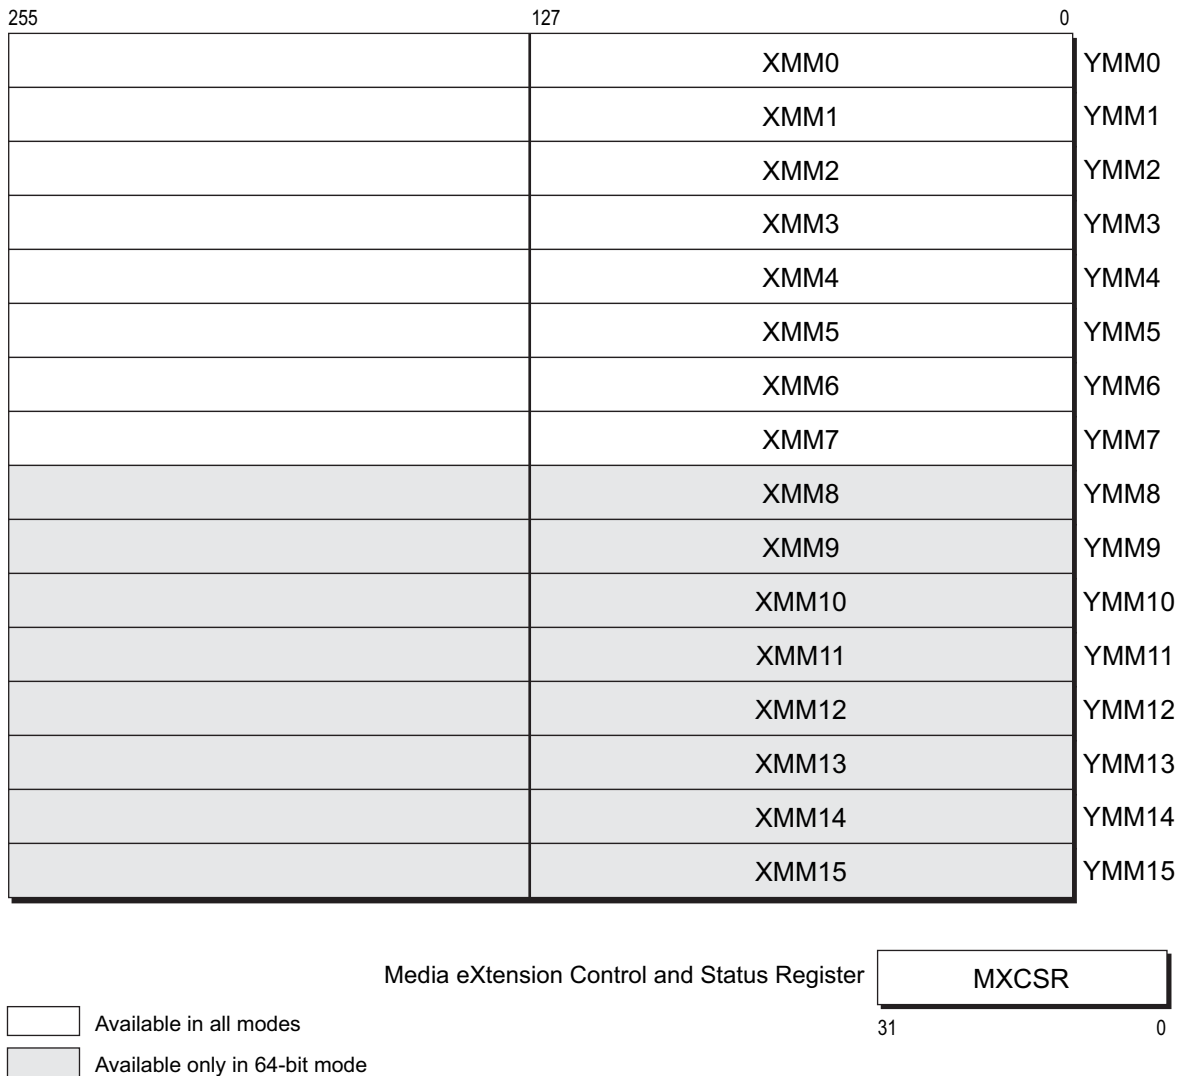 255 127 0
XMM0 YMM0
XMM1 YMM1
XMM2 YMM2
XMM3 YMM3
XMM4 YMM4
XMM5 YMM5
XMM6 YMM6
XMM7 YMM7
XMM8 YMM8
XMM9 YMM9
XMM10 YMM10
XMM11 YMM11
XMM12 YMM12
XMM13 YMM13
XMM14 YMM14
XMM15 YMM15
Media eXtension Control and Status Register MXCSR
31 0
Available in all modes
Available only in 64-bit mode